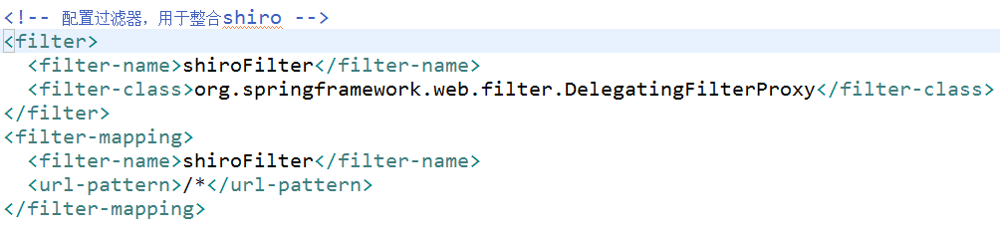 <!-- 配置过滤器，用于整合shiro -->
<filter>
  <filter-name>shiroFilter</filter-name>
  <filter-class>org.springframework.web.filter.DelegatingFilterProxy</filter-class>
</filter>
<filter-mapping>
  <filter-name>shiroFilter</filter-name>
  <url-pattern>/*</url-pattern>
</filter-mapping>